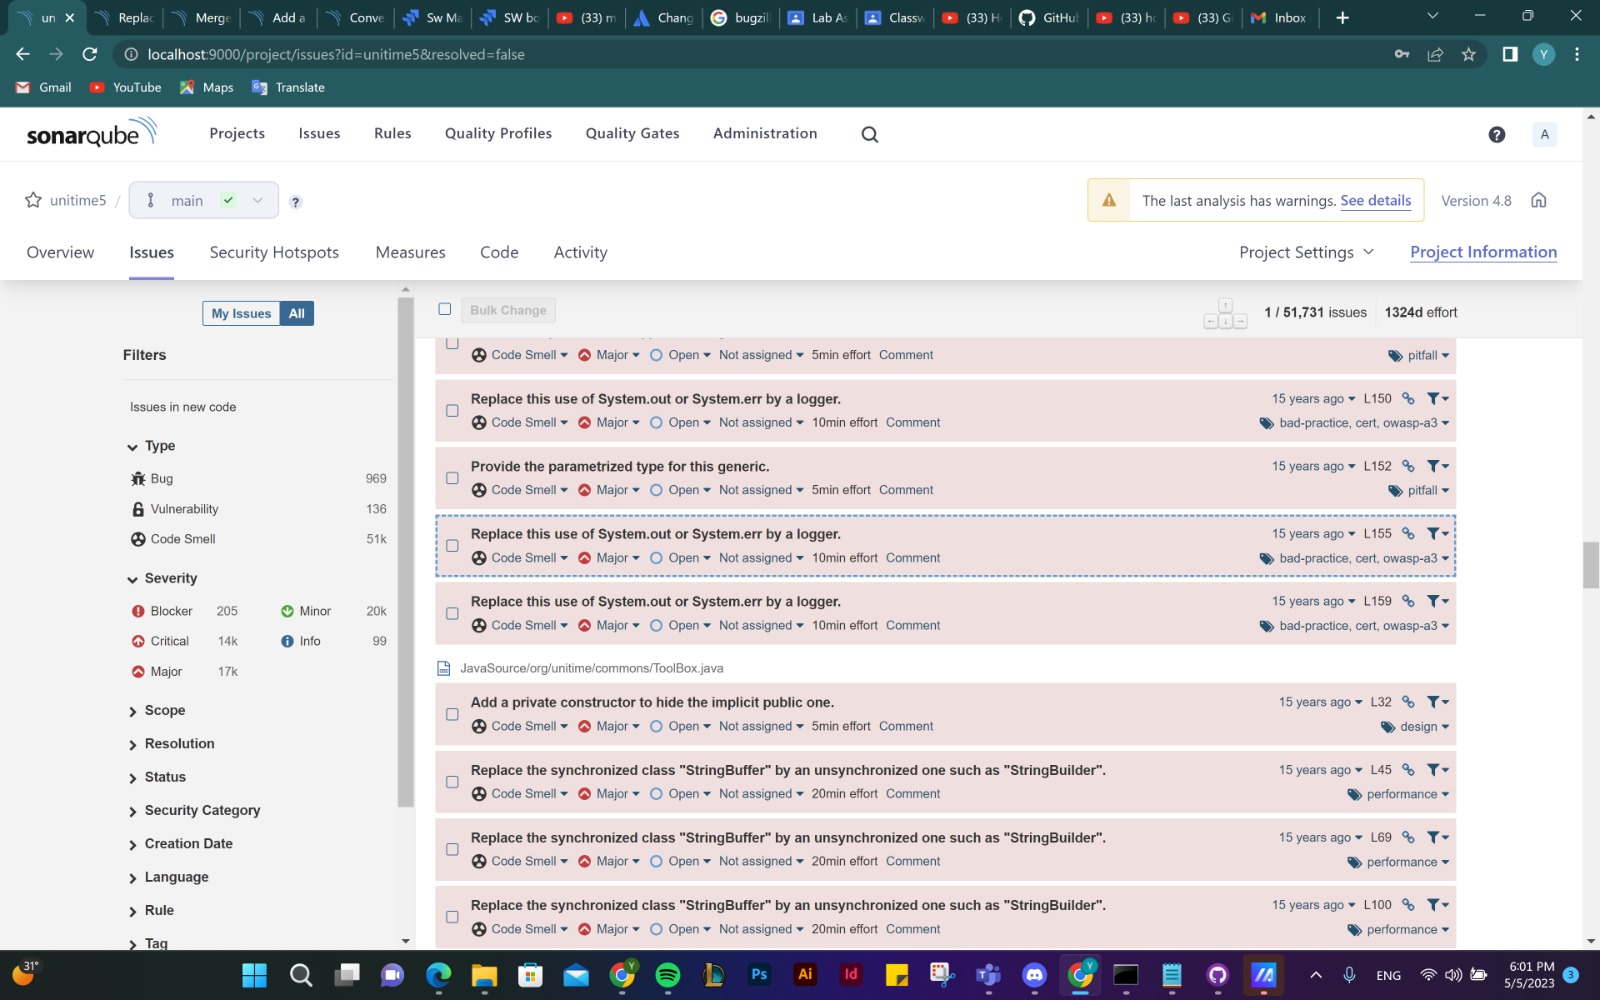 un
Replac
Merge
Add a
Conve
Sw Ma
SW bo
(33) m
Chang
bugzil
Lab As
Classw
(33) H
GitHu
(33) h
(33) G
Inbox
localhost:9000/project/issues?id=unitime5&resolved=false
Y
Gmail
YouTube
Maps
Translate
sonarqube
Projects
Issues
Rules
Quality Profiles
Quality Gates
Administration
?
A
unitime5 /
main
?
The last analysis has warnings. See details
Version 4.8
Overview
Issues
Security Hotspots
Measures
Code
Activity
Project Settings
Project Information
My Issues
All
Filters
Issues in new code
Type
Bug 969
Vulnerability 136
Code Smell 51k
Severity
Blocker 205 Minor 20k
Critical 14k Info 99
Major 17k
Scope
Resolution
Status
Security Category
Creation Date
Language
Rule
Tag
Bulk Change
1 / 51,731 issues
1324d effort
Code Smell Major Open Not assigned 5min effort Comment pitfall
Replace this use of System.out or System.err by a logger. 15 years ago L150
Code Smell Major Open Not assigned 10min effort Comment bad-practice, cert, owasp-a3
Provide the parametrized type for this generic. 15 years ago L152
Code Smell Major Open Not assigned 5min effort Comment pitfall
Replace this use of System.out or System.err by a logger. 15 years ago L155
Code Smell Major Open Not assigned 10min effort Comment bad-practice, cert, owasp-a3
Replace this use of System.out or System.err by a logger. 15 years ago L159
Code Smell Major Open Not assigned 10min effort Comment bad-practice, cert, owasp-a3
JavaSource/org/unitime/commons/ToolBox.java
Add a private constructor to hide the implicit public one. 15 years ago L32
Code Smell Major Open Not assigned 5min effort Comment design
Replace the synchronized class "StringBuffer" by an unsynchronized one such as "StringBuilder". 15 years ago L45
Code Smell Major Open Not assigned 20min effort Comment performance
Replace the synchronized class "StringBuffer" by an unsynchronized one such as "StringBuilder". 15 years ago L69
Code Smell Major Open Not assigned 20min effort Comment performance
Replace the synchronized class "StringBuffer" by an unsynchronized one such as "StringBuilder". 15 years ago L100
Code Smell Major Open Not assigned 20min effort Comment performance
31°
Ps
Ai
Id
ENG
6:01 PM
5/5/2023
3